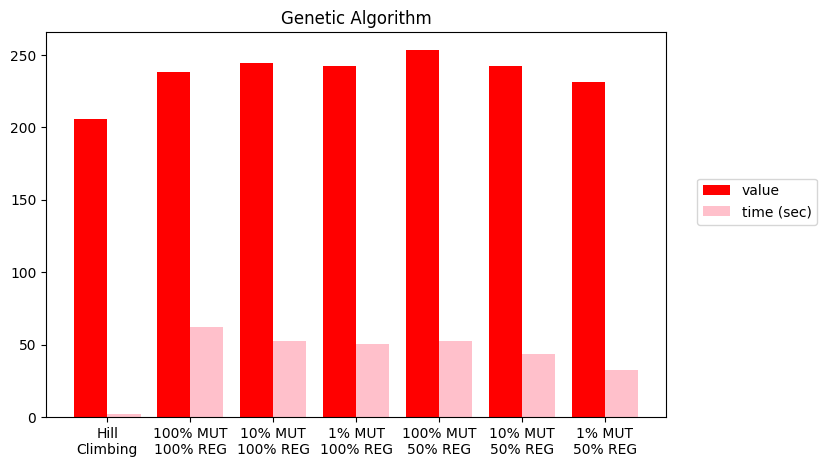 Genetic Algorithm
250
200
150
100
50
0
value
time (sec)
Hill
Climbing
100% MUT
100% REG
10% MUT
100% REG
1% MUT
100% REG
100% MUT
50% REG
10% MUT
50% REG
1% MUT
50% REG